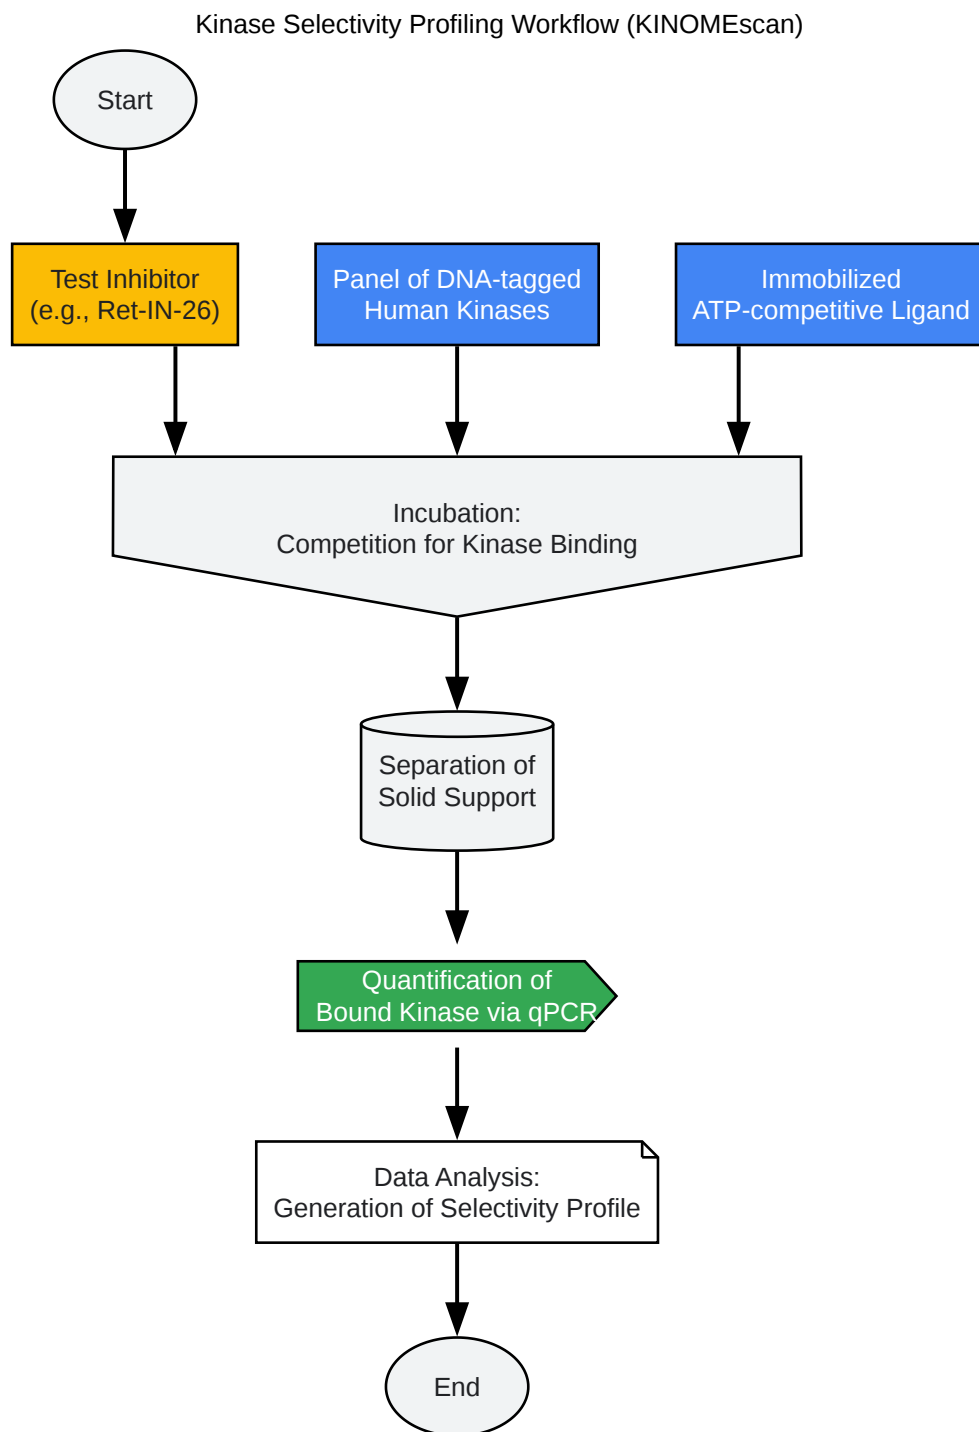 Kinase Selectivity Profiling Workflow (KINOMEscan)
Start
Test Inhibitor
(e.g., Ret-IN-26)
Panel of DNA-tagged
Human Kinases
Immobilized
ATP-competitive Ligand
Incubation:
Competition for Kinase Binding
Separation of
Solid Support
Quantification of
Bound Kinase via qPCR
Data Analysis:
Generation of Selectivity Profile
End